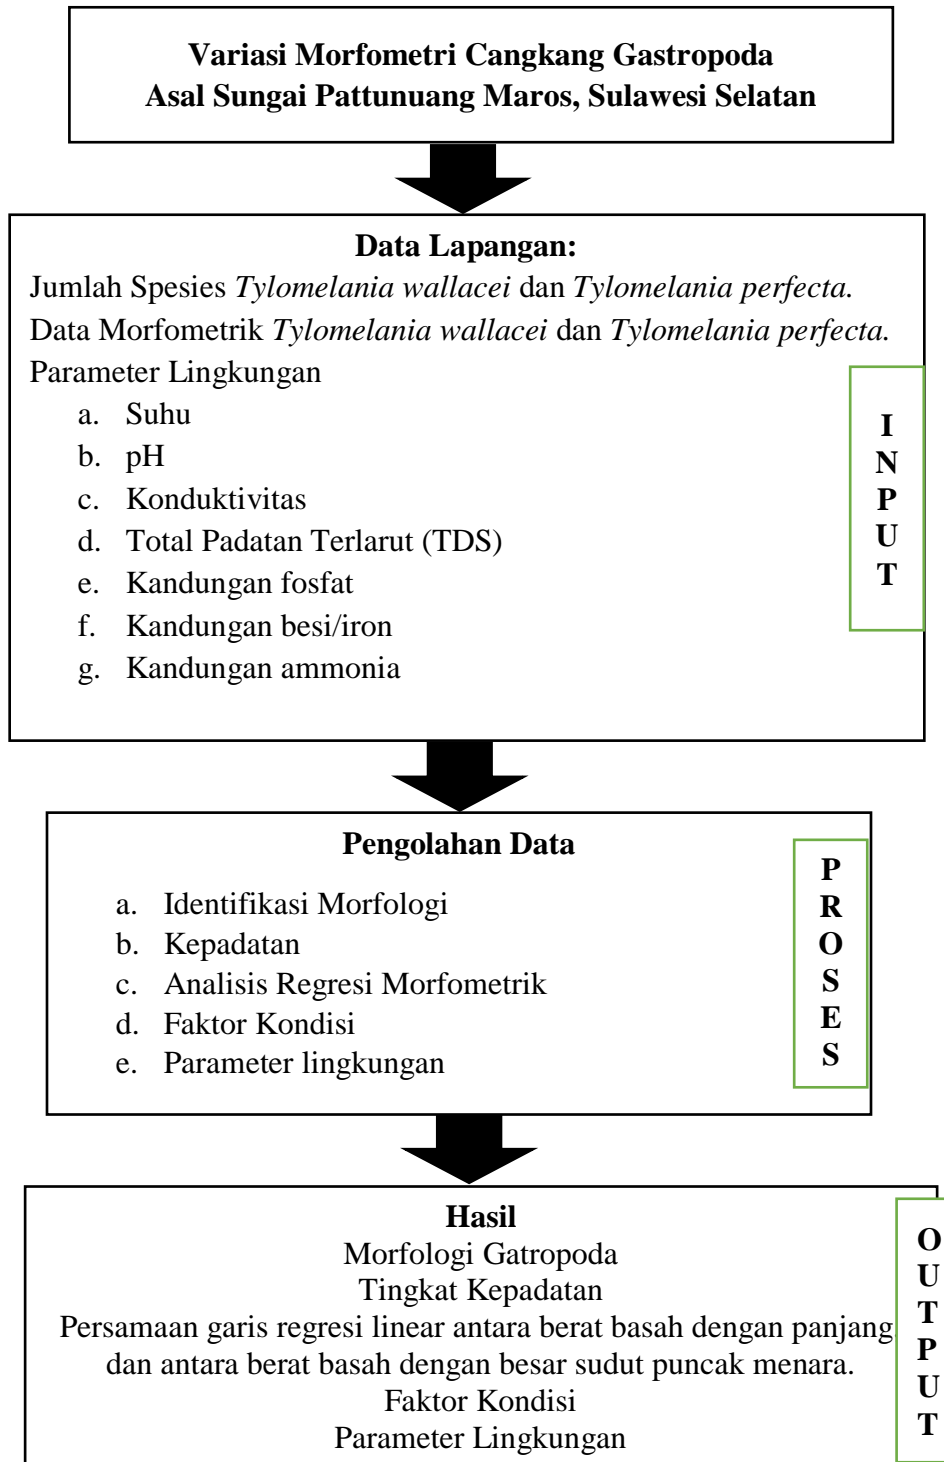 Variasi Morfometri Cangkang Gastropoda
Asal Sungai Pattunuang Maros, Sulawesi Selatan
Data Lapangan:
Jumlah Spesies Tylomelania wallacei dan Tylomelania perfecta.
Data Morfometrik Tylomelania wallacei dan Tylomelania perfecta.
Parameter Lingkungan
a. Suhu
b. pH
c. Konduktivitas
d. Total Padatan Terlarut (TDS)
e. Kandungan fosfat
f. Kandungan besi/iron
g. Kandungan ammonia
I
N
P
U
T
Pengolahan Data
a. Identifikasi Morfologi
b. Kepadatan
c. Analisis Regresi Morfometrik
d. Faktor Kondisi
e. Parameter lingkungan
P
R
O
S
E
S
Hasil
Morfologi Gatropoda
Tingkat Kepadatan
Persamaan garis regresi linear antara berat basah dengan panjang
dan antara berat basah dengan besar sudut puncak menara.
Faktor Kondisi
Parameter Lingkungan
O
U
T
P
U
T